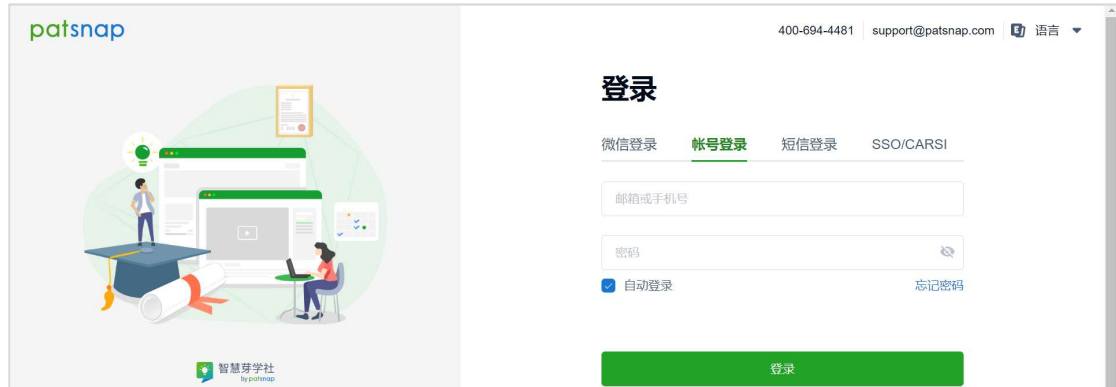 patsnap
400-694-4481 support@patsnap.com 语言
登录
微信登录 帐号登录 短信登录 SSO/CARSI
邮箱或手机号
密码
自动登录 忘记密码
登录
智慧芽学社
by patsnap